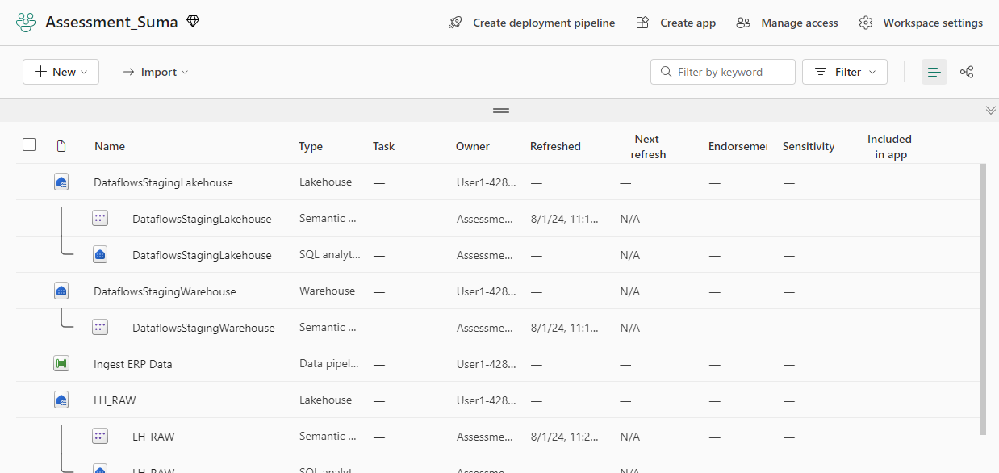 Assessment_Suma
Create deployment pipeline
Create app
Manage access
Workspace settings
New
Import
Filter by keyword
Filter
Name Type Task Owner Refreshed Next refresh Endorsemen Sensitivity Included in app
DataflowsStagingLakehouse Lakehouse — User1-428... — — — —
DataflowsStagingLakehouse Semantic ... — Assessme... 8/1/24, 11:1... N/A — —
DataflowsStagingLakehouse SQL analyt... — Assessme... — N/A — —
DataflowsStagingWarehouse Warehouse — User1-428... — — — —
DataflowsStagingWarehouse Semantic ... — Assessme... 8/1/24, 11:1... N/A — —
Ingest ERP Data Data pipel... — User1-428... — — — —
LH_RAW Lakehouse — User1-428... — — — —
LH_RAW Semantic ... — Assessme... 8/1/24, 11:2... N/A — —
LH_RAW SQL analyt Assessme N/A